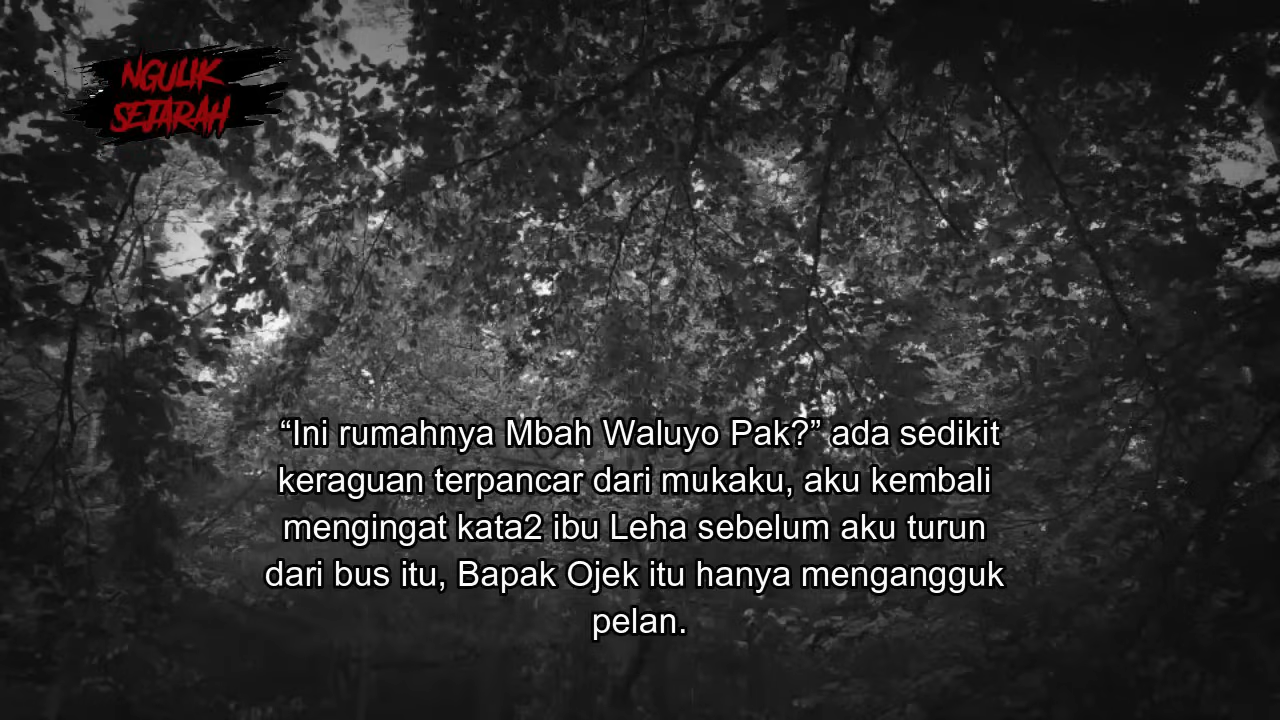 NGULIK
SEJARAH
“Ini rumahnya Mbah Waluyo Pak?” ada sedikit
keraguan terpancar dari mukaku, aku kembali
mengingat kata2 ibu Leha sebelum aku turun
dari bus itu, Bapak Ojek itu hanya mengangguk
pelan.